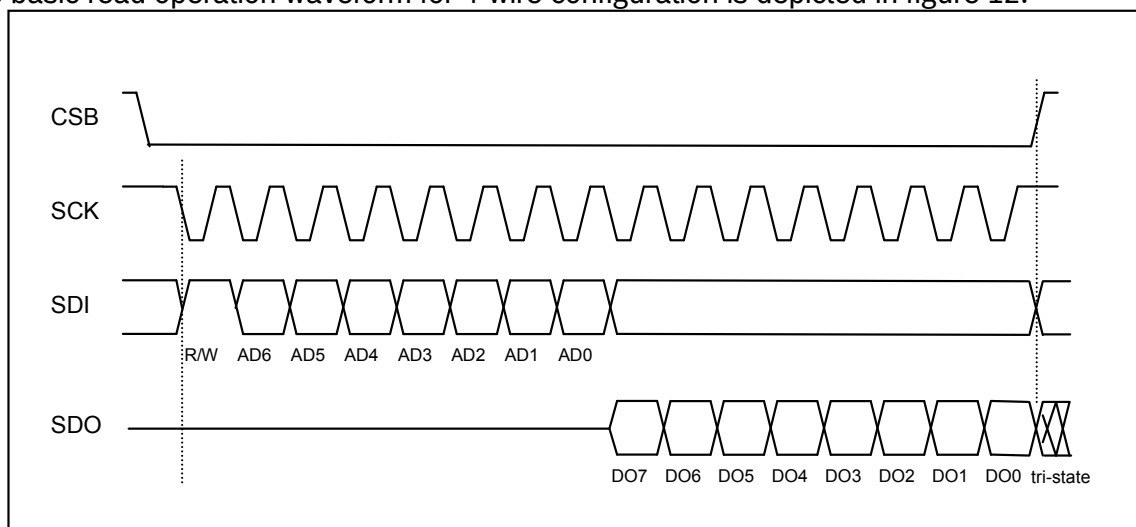 basic read operation waveform for 4-wire configuration is depicted in figure 12:
CSB
SCK
SDI
R/W AD6 AD5 AD4 AD3 AD2 AD1 AD0
SDO
DO7 DO6 DO5 DO4 DO3 DO2 DO1 DO0 tri-state